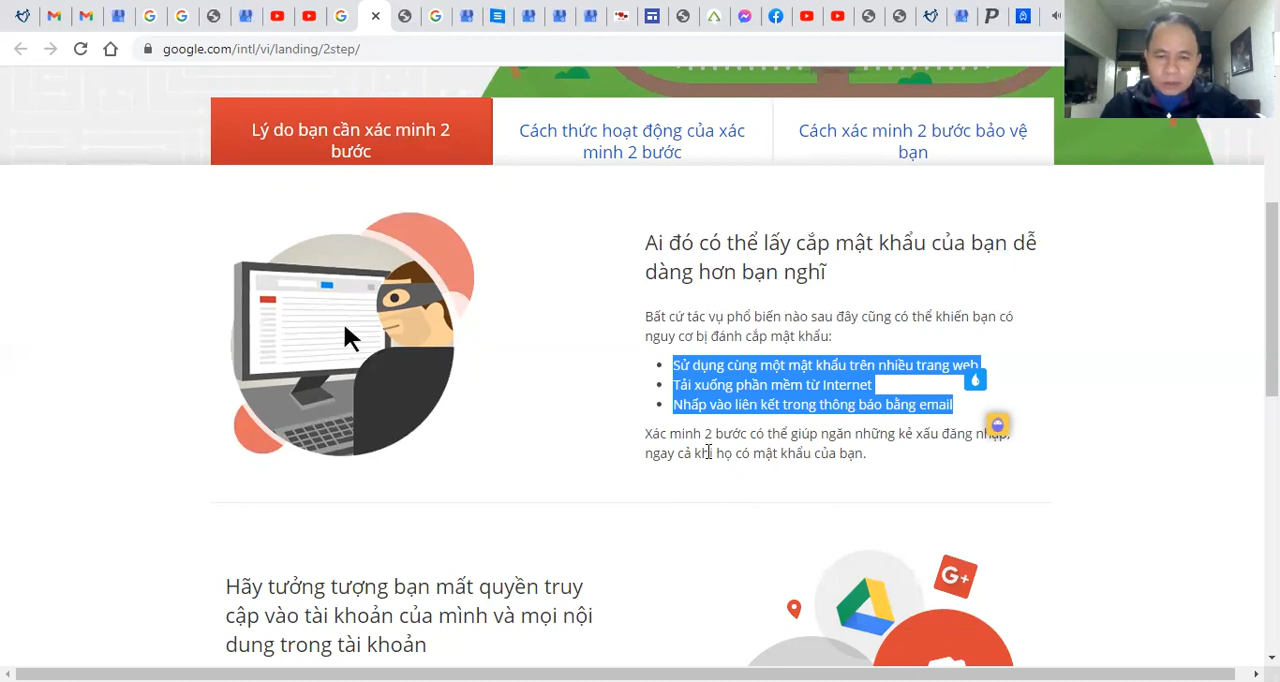 google.com/intl/vi/landing/2step/
Lý do bạn cần xác minh 2
bước
Cách thức hoạt động của xác
minh 2 bước
Cách xác minh 2 bước bảo vệ
bạn
Ai đó có thể lấy cắp mật khẩu của bạn dễ
dàng hơn bạn nghĩ
Bất cứ tác vụ phổ biến nào sau đây cũng có thể khiến bạn có
nguy cơ bị đánh cắp mật khẩu:
Sử dụng cùng một mật khẩu trên nhiều trang web
Tải xuống phần mềm từ Internet
Nhấp vào liên kết trong thông báo bằng email
Xác minh 2 bước có thể giúp ngăn những kẻ xấu đăng nhập,
ngay cả khi họ có mật khẩu của bạn.
Hãy tưởng tượng bạn mất quyền truy
cập vào tài khoản của mình và mọi nội
dung trong tài khoản
G+